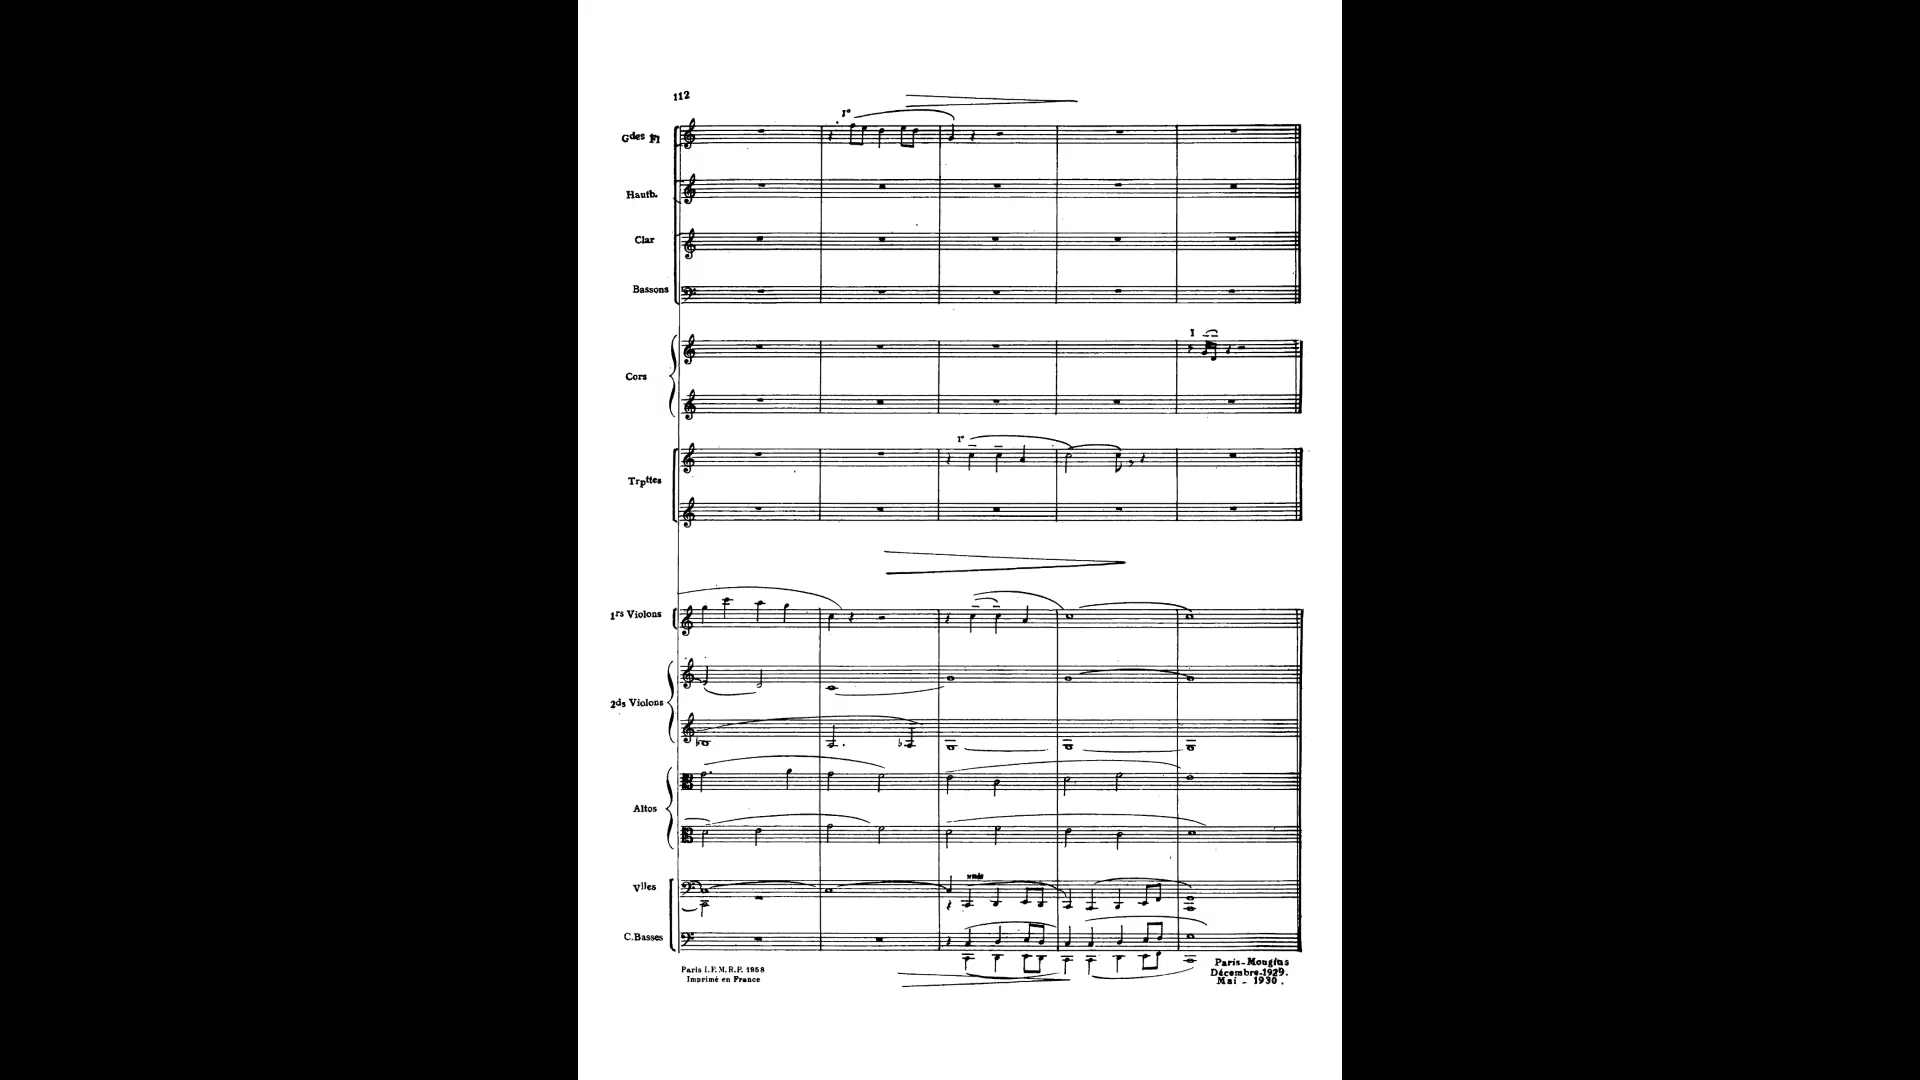 112
1º
Gdes Fl
Hautb.
Clar
Bassons
I
Cors
1º
Trpttes
1rs Violons
2ds Violons
Altos
unis
Vlles
C.Basses
Paris I.F.M.R.P. 1958
Imprimé en France
Paris-Mougins
Décembre-1929.
Mai - 1930.